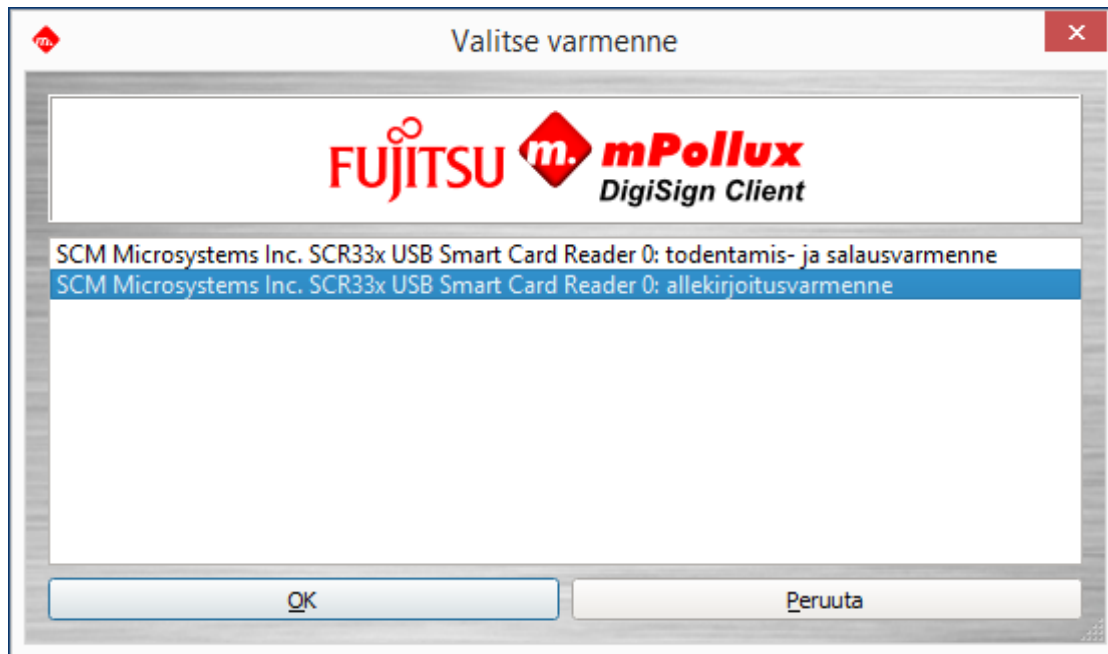 Valitse varmenne
FUJITSU m. mPollux
DigiSign Client
SCM Microsystems Inc. SCR33x USB Smart Card Reader 0: todentamis- ja salausvarmenne
SCM Microsystems Inc. SCR33x USB Smart Card Reader 0: allekirjoitusvarmenne
OK Peruuta